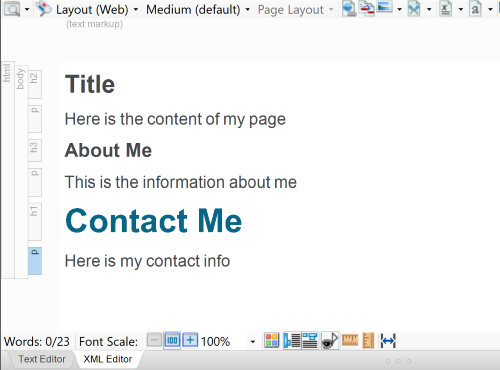 Layout (Web) Medium (default) Page Layout a
(text markup)
html
body
h2
Title
p
Here is the content of my page
h3
About Me
p
This is the information about me
h1
Contact Me
p
Here is my contact info
Words: 0/23 Font Scale: 100 100%
Text Editor XML Editor